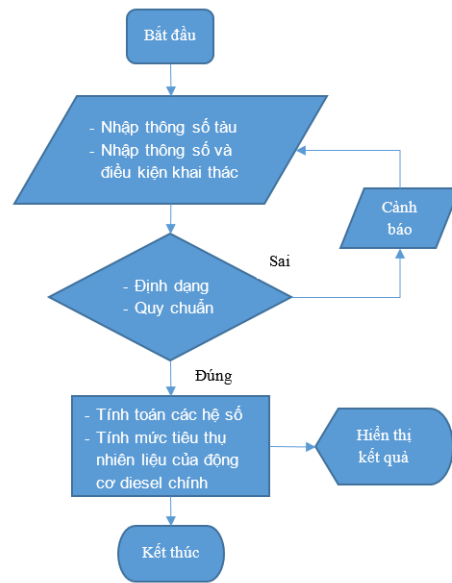 Bắt đầu
- Nhập thông số tàu
- Nhập thông số và
điều kiện khai thác
Cảnh
báo
Sai
- Định dạng
- Quy chuẩn
Đúng
- Tính toán các hệ số
- Tính mức tiêu thụ
nhiên liệu của động
cơ diesel chính
Hiển thị
kết quả
Kết thúc